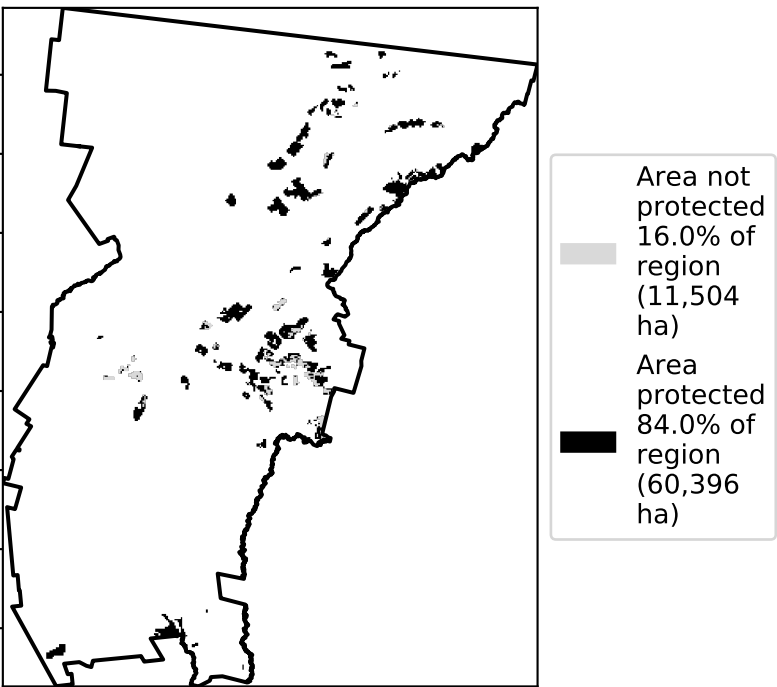 Area not
protected
16.0% of
region
(11,504
ha)
Area
protected
84.0% of
region
(60,396
ha)